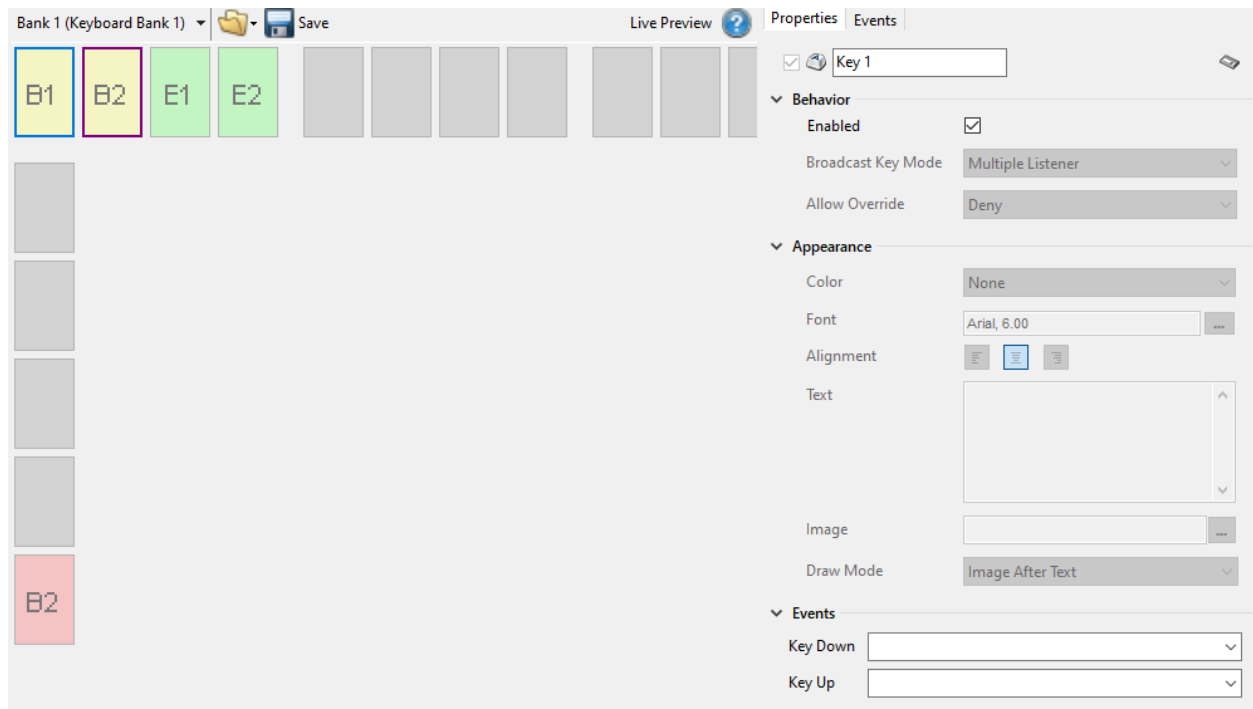 Bank 1 (Keyboard Bank 1)
Save
Live Preview
B1
B2
E1
E2
B2
Properties
Events
Key 1
Behavior
Enabled
Broadcast Key Mode
Multiple Listener
Allow Override
Deny
Appearance
Color
None
Font
Arial, 6.00
...
Alignment
Text
Image
...
Draw Mode
Image After Text
Events
Key Down
Key Up